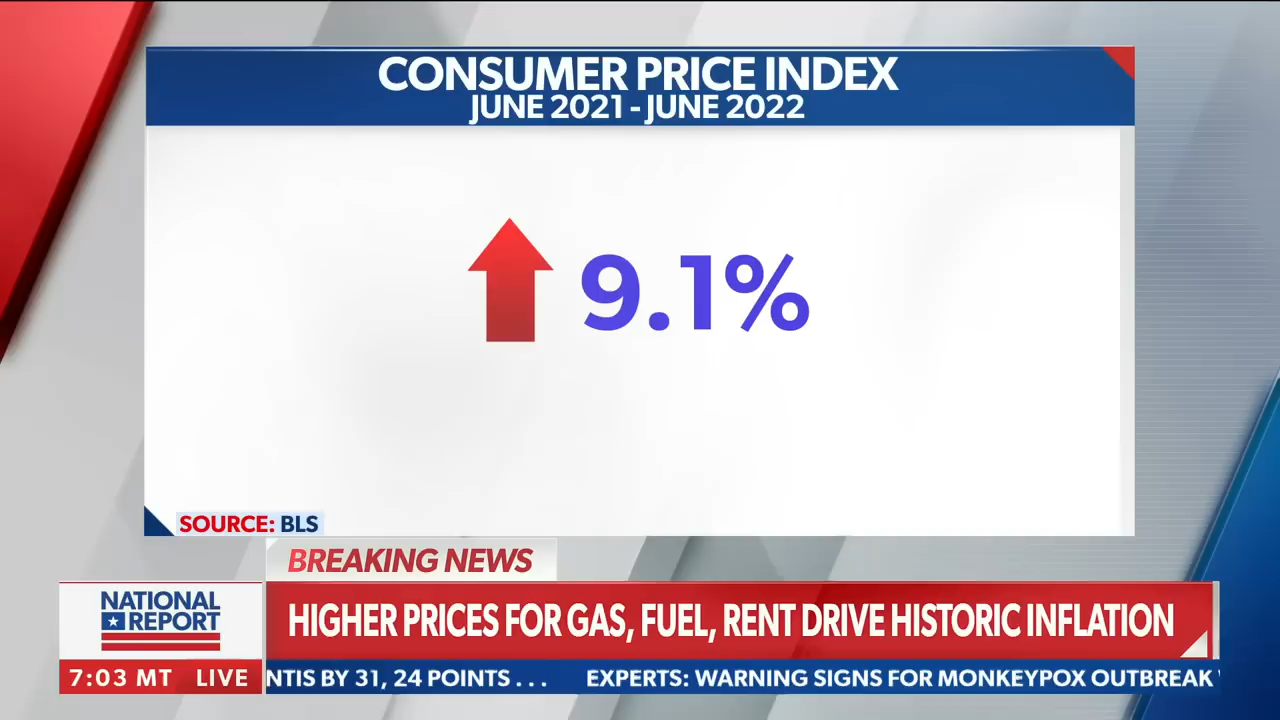 CONSUMER PRICE INDEX
JUNE 2021 - JUNE 2022
9.1%
SOURCE: BLS
BREAKING NEWS
HIGHER PRICES FOR GAS, FUEL, RENT DRIVE HISTORIC INFLATION
NATIONAL
REPORT
7:03 MT LIVE
NTIS BY 31, 24 POINTS . . . EXPERTS: WARNING SIGNS FOR MONKEYPOX OUTBREAK